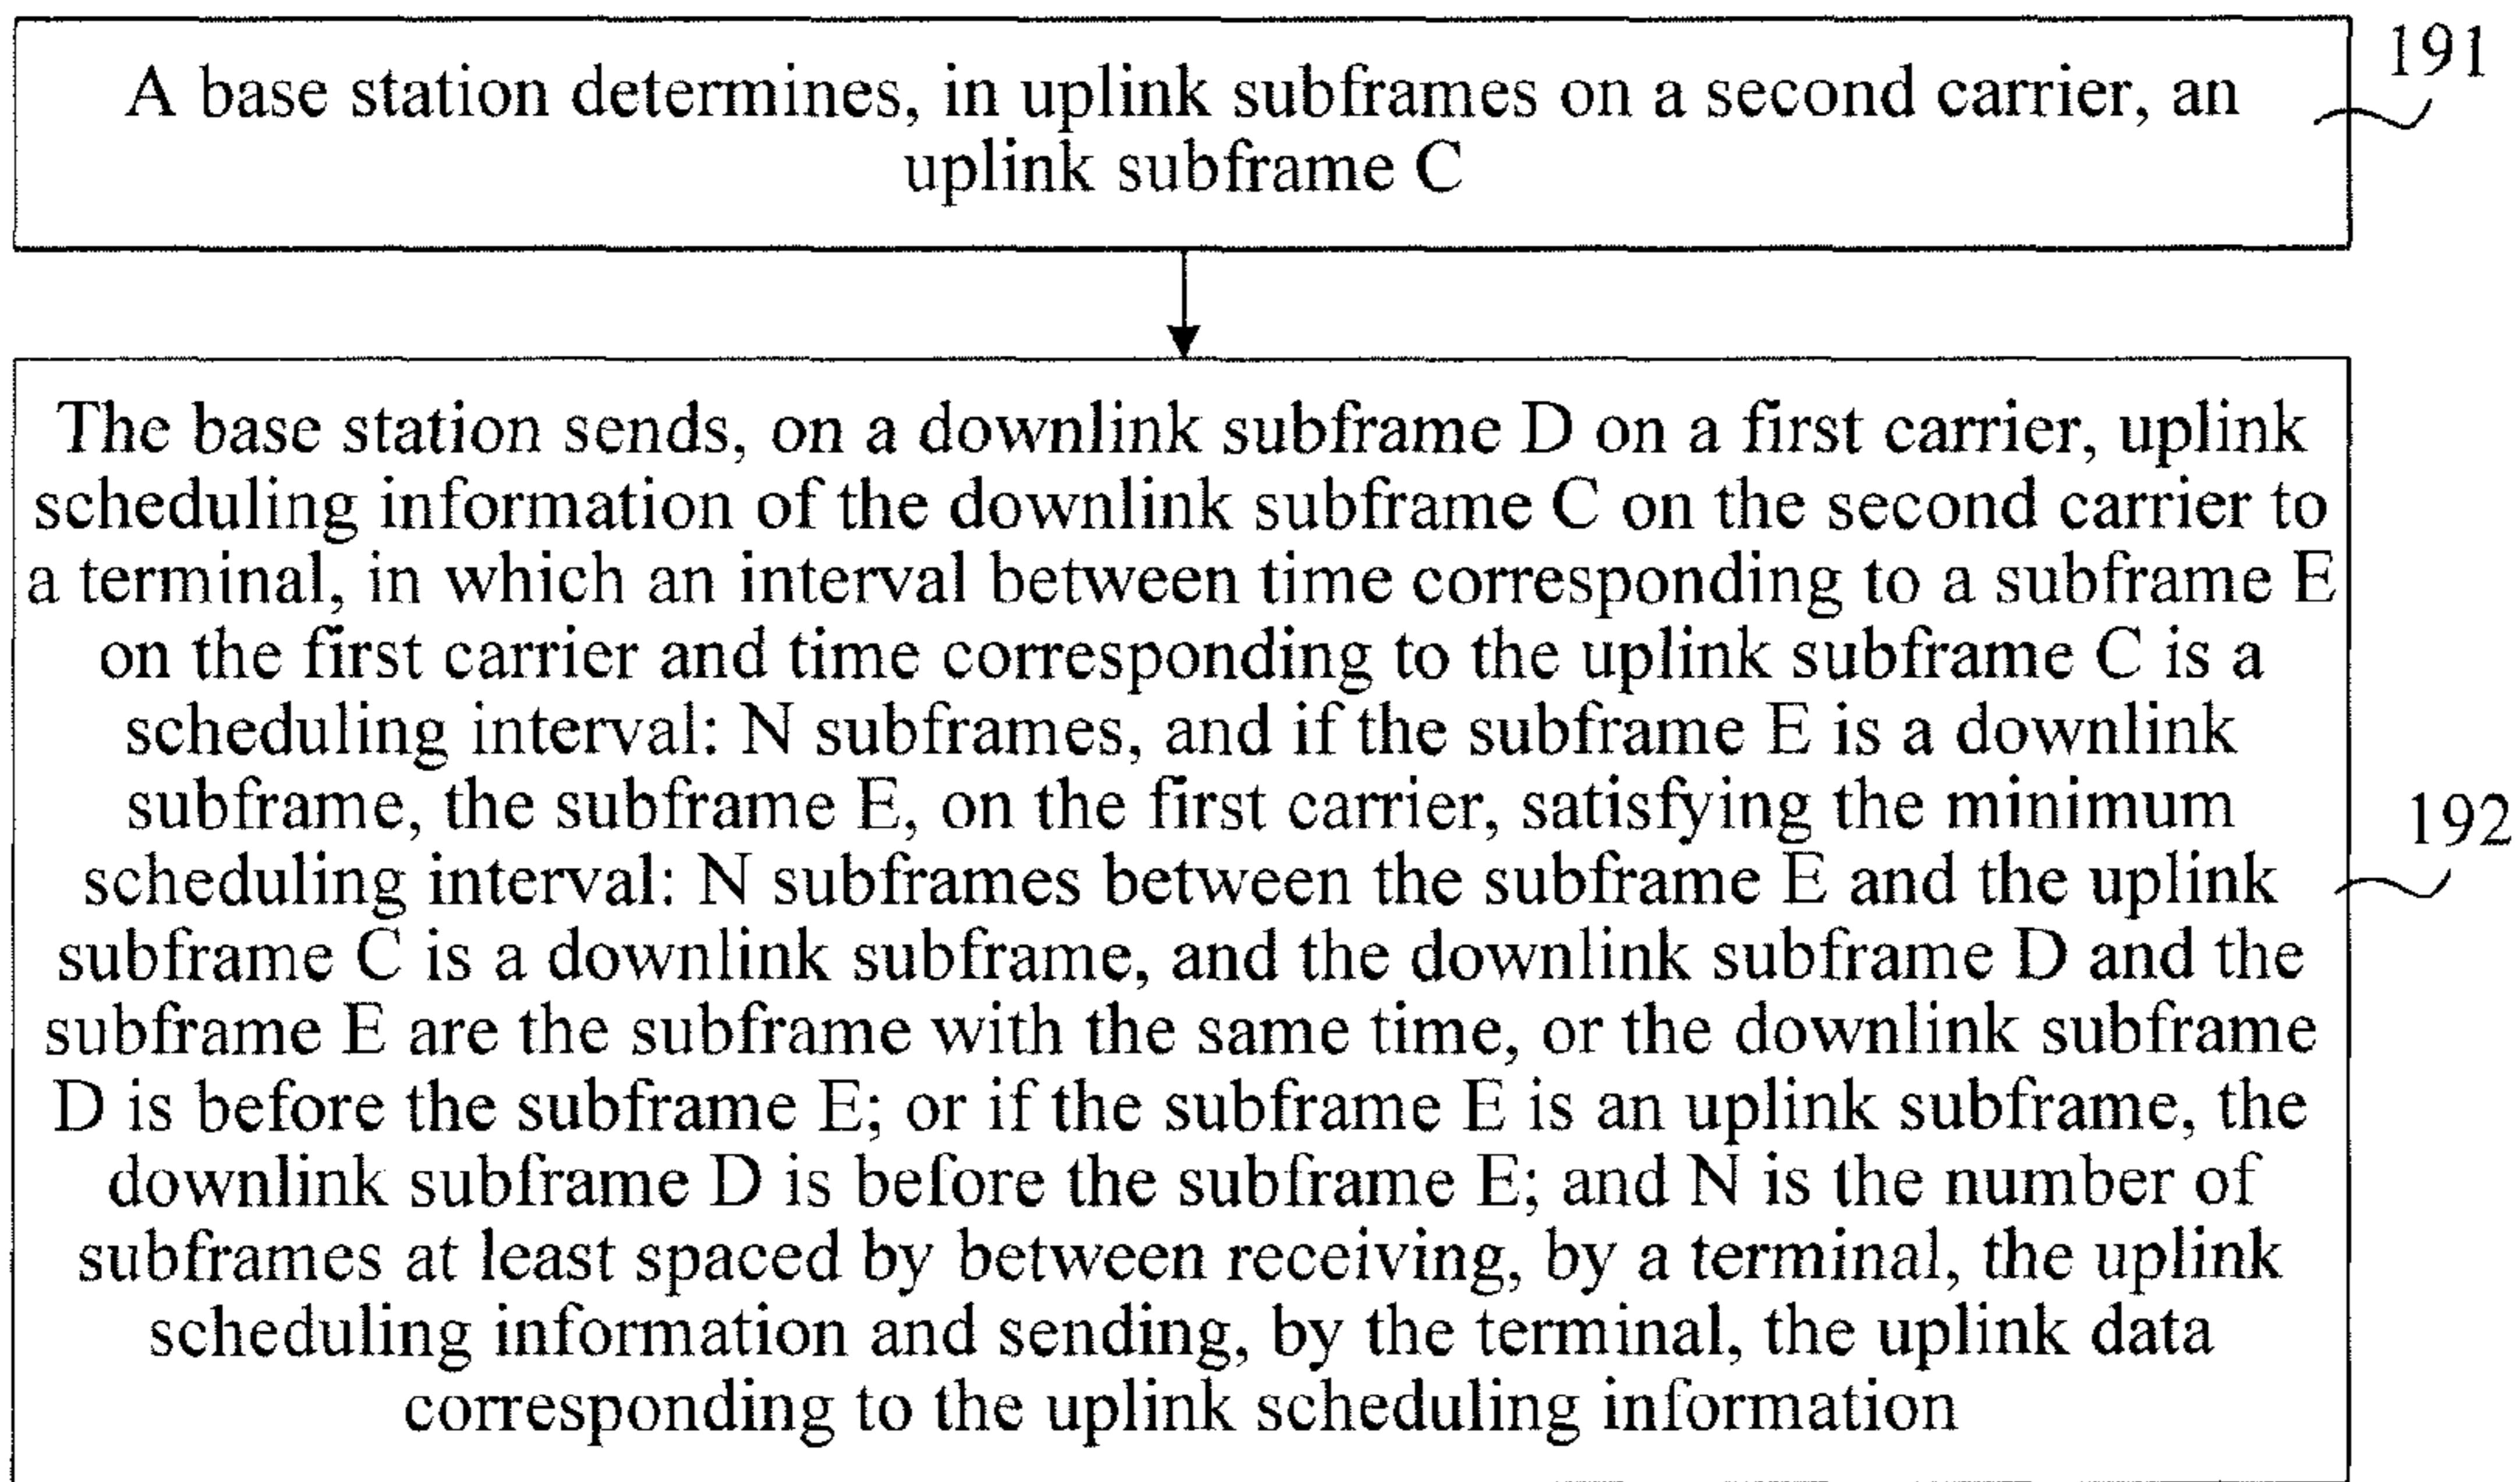 191
A base station determines, in uplink subframes on a second carrier, an
uplink subframe C
The base station sends, on a downlink subframe D on a first carrier, uplink
scheduling information of the downlink subframe C on the second carrier to
a terminal, in which an interval between time corresponding to a subframe E
on the first carrier and time corresponding to the uplink subframe C is a
scheduling interval: N subframes, and if the subframe E is a downlink
subframe, the subframe E, on the first carrier, satisfying the minimum
scheduling interval: N subframes between the subframe E and the uplink
subframe C is a downlink subframe, and the downlink subframe D and the
subframe E are the subframe with the same time, or the downlink subframe
D is before the subframe E; or if the subframe E is an uplink subframe, the
downlink subframe D is before the subframe E; and N is the number of
subframes at least spaced by between receiving, by a terminal, the uplink
scheduling information and sending, by the terminal, the uplink data
corresponding to the uplink scheduling information
192